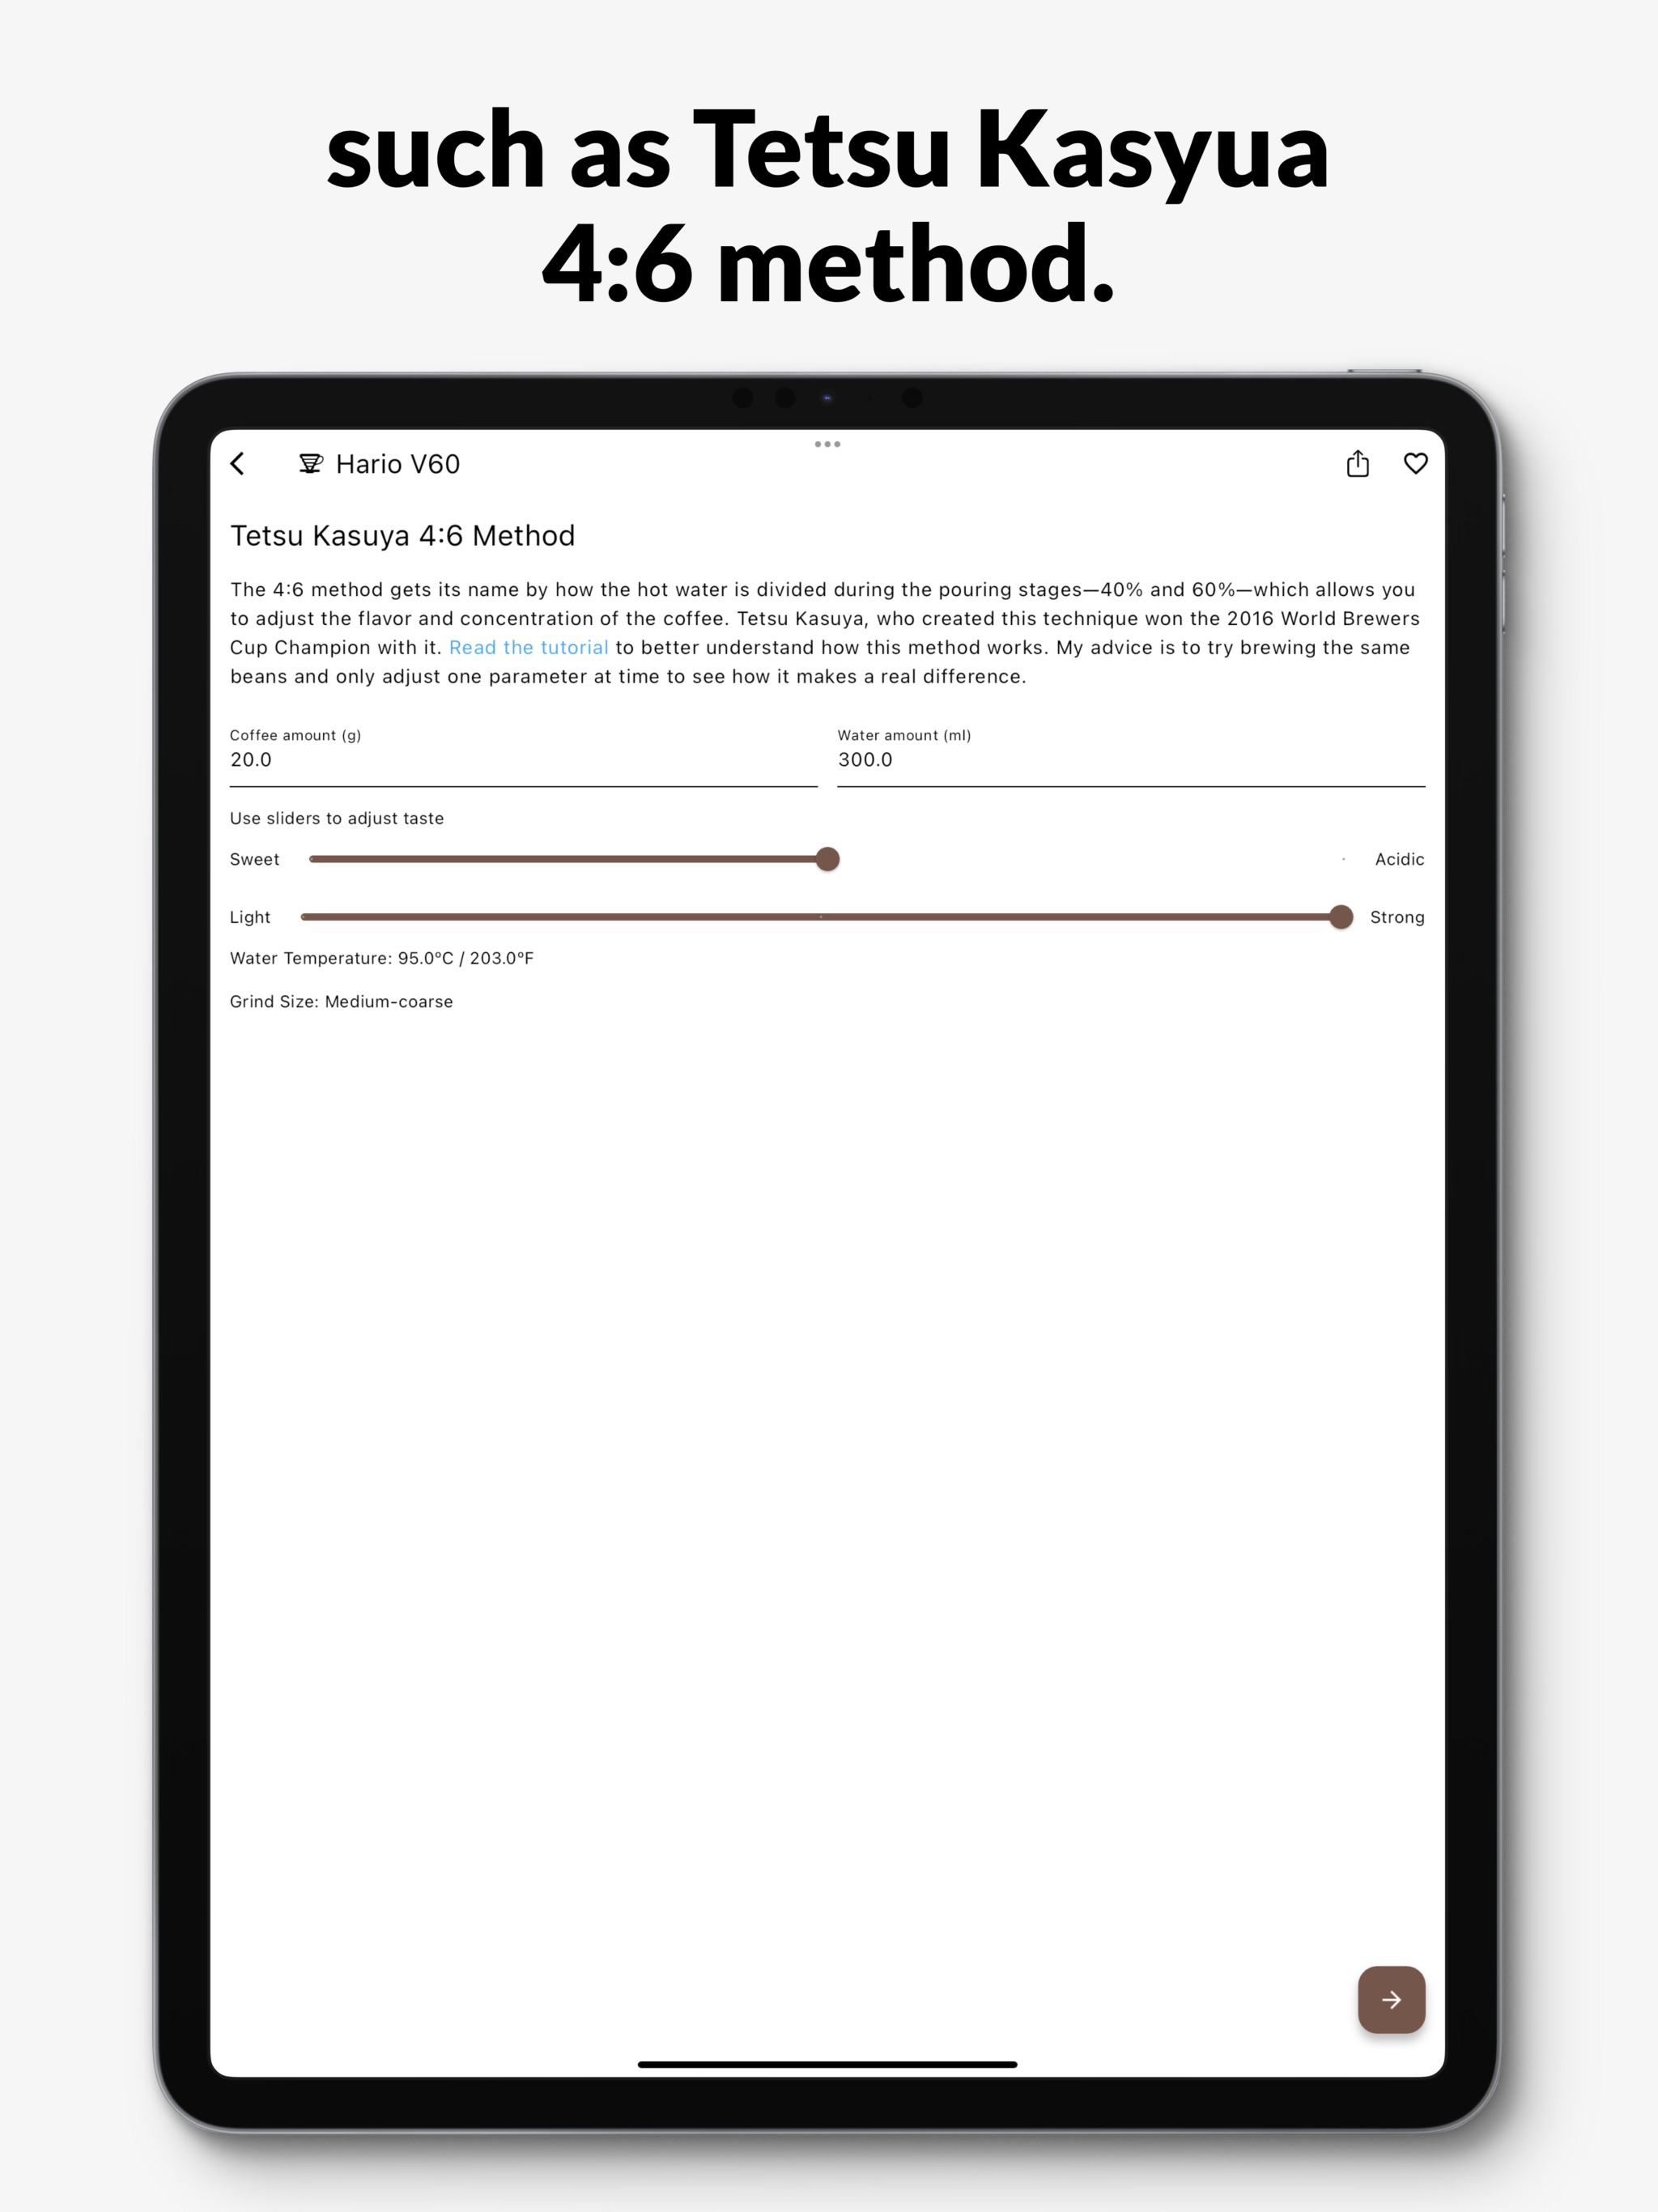 such as Tetsu Kasyua
4:6 method.
Hario V60
Tetsu Kasuya 4:6 Method
The 4:6 method gets its name by how the hot water is divided during the pouring stages—40% and 60%—which allows you
to adjust the flavor and concentration of the coffee. Tetsu Kasuya, who created this technique won the 2016 World Brewers
Cup Champion with it. Read the tutorial to better understand how this method works. My advice is to try brewing the same
beans and only adjust one parameter at time to see how it makes a real difference.
Coffee amount (g) Water amount (ml)
20.0 300.0
Use sliders to adjust taste
Sweet Acidic
Light Strong
Water Temperature: 95.0ºC / 203.0ºF
Grind Size: Medium-coarse